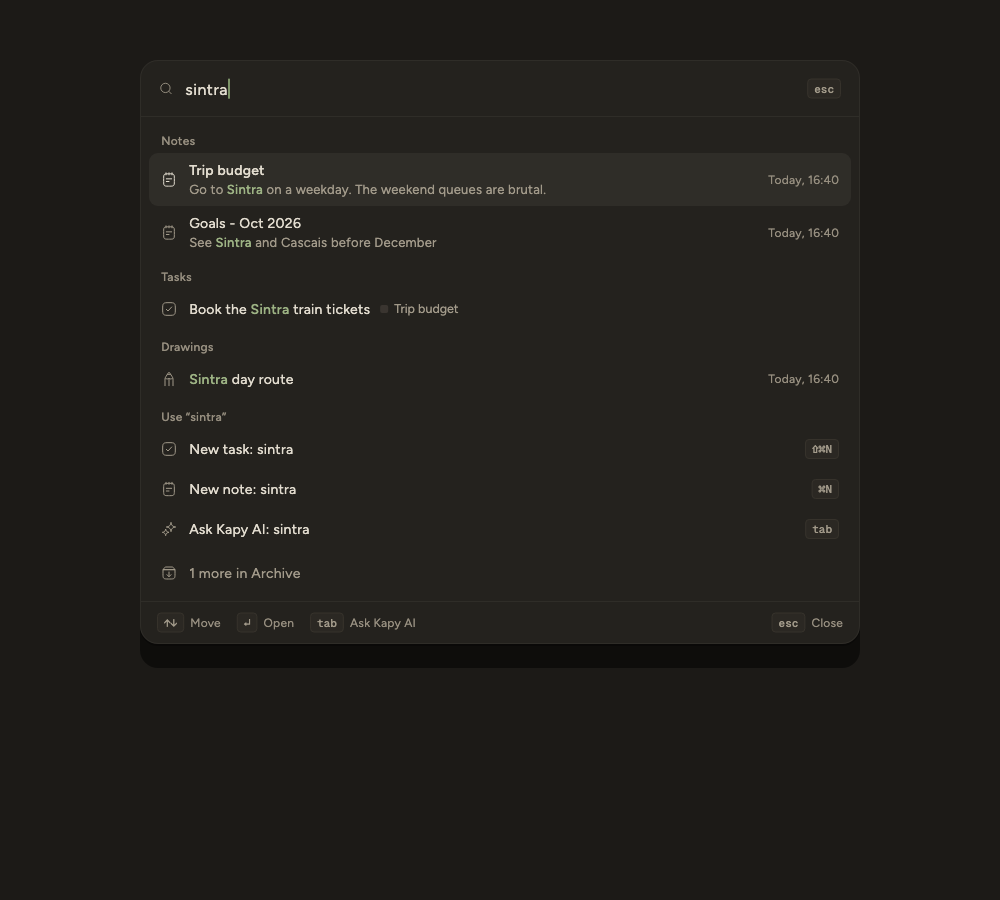 sintra
esc
Notes
Trip budget
Go to Sintra on a weekday. The weekend queues are brutal.
Today, 16:40
Goals - Oct 2026
See Sintra and Cascais before December
Today, 16:40
Tasks
Book the Sintra train tickets Trip budget
Drawings
Sintra day route
Today, 16:40
Use “sintra”
New task: sintra
⇧⌘N
New note: sintra
⌘N
Ask Kapy AI: sintra
tab
1 more in Archive
↑↓ Move ↵ Open tab Ask Kapy AI esc Close